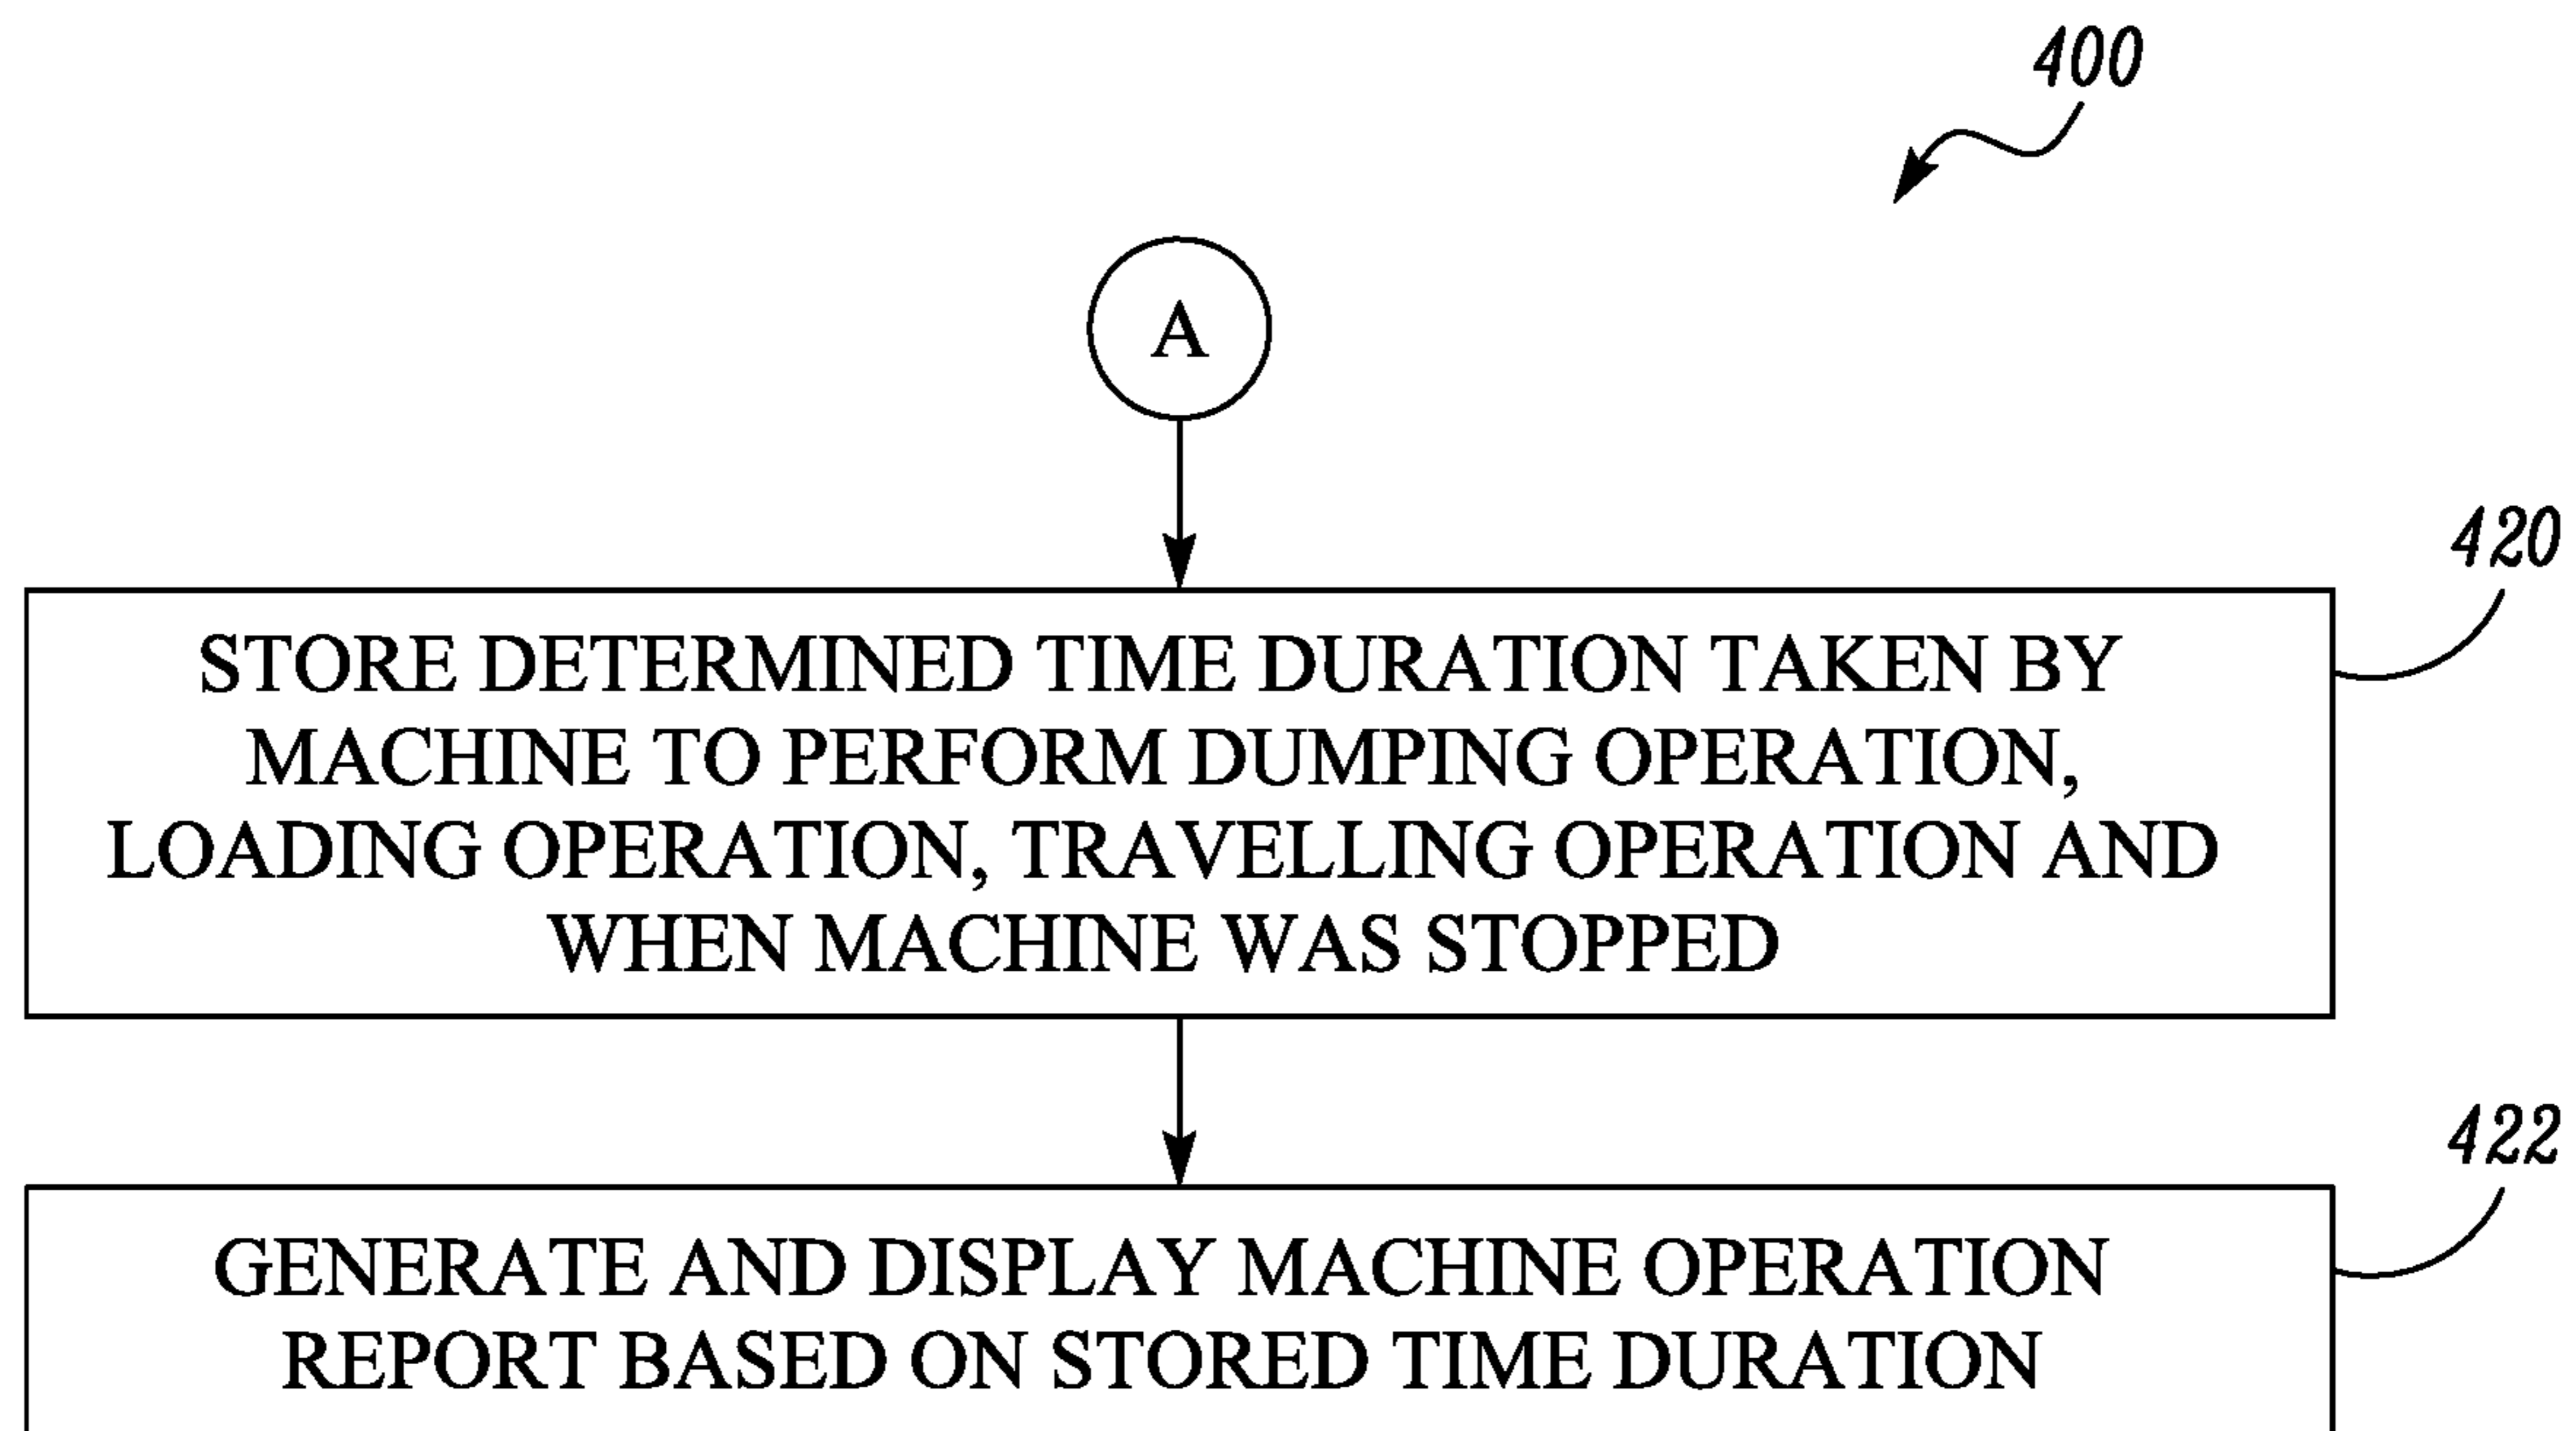 400
A
420
STORE DETERMINED TIME DURATION TAKEN BY
MACHINE TO PERFORM DUMPING OPERATION,
LOADING OPERATION, TRAVELLING OPERATION AND
WHEN MACHINE WAS STOPPED
422
GENERATE AND DISPLAY MACHINE OPERATION
REPORT BASED ON STORED TIME DURATION